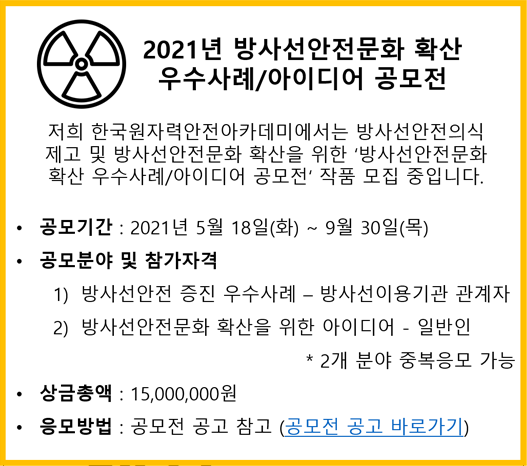 2021년 방사선안전문화 확산
우수사례/아이디어 공모전
저희 한국원자력안전아카데미에서는 방사선안전의식
제고 및 방사선안전문화 확산을 위한 ‘방사선안전문화
확산 우수사례/아이디어 공모전’ 작품 모집 중입니다.
• 공모기간 : 2021년 5월 18일(화) ~ 9월 30일(목)
• 공모분야 및 참가자격
1) 방사선안전 증진 우수사례 – 방사선이용기관 관계자
2) 방사선안전문화 확산을 위한 아이디어 - 일반인
* 2개 분야 중복응모 가능
• 상금총액 : 15,000,000원
• 응모방법 : 공모전 공고 참고 (공모전 공고 바로가기)